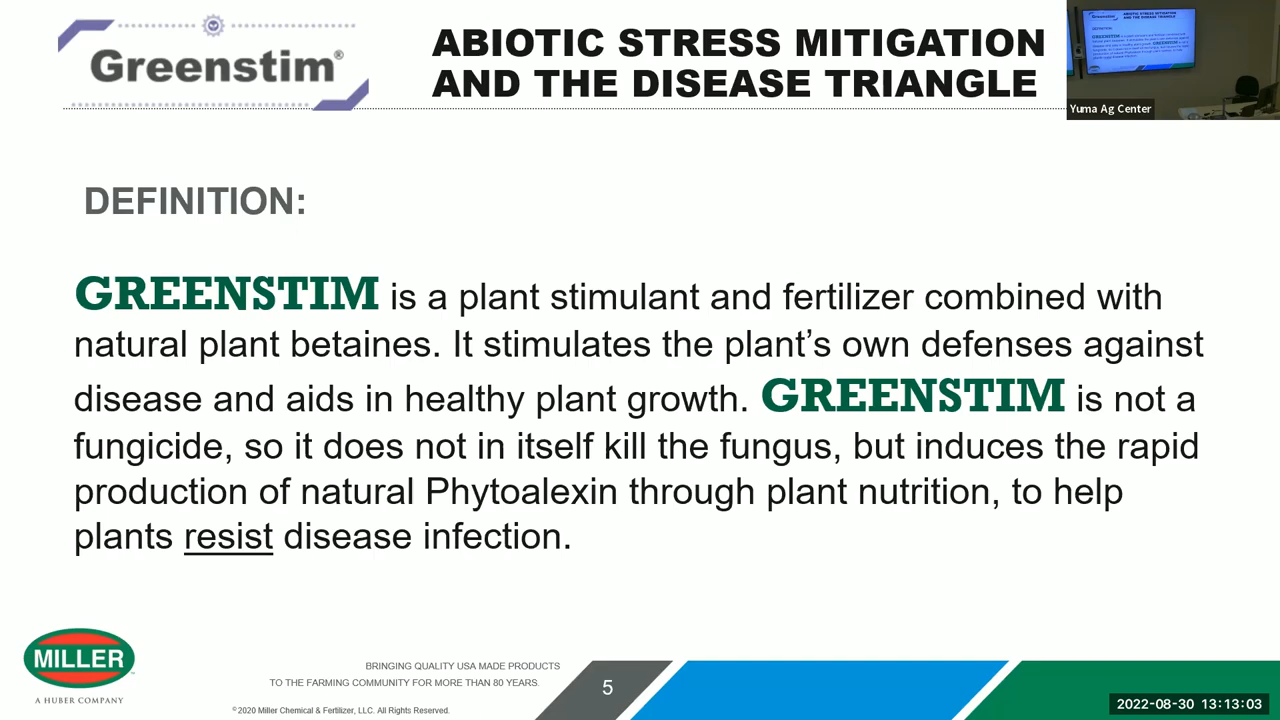 Greenstim®
ABIOTIC STRESS MITIGATION
AND THE DISEASE TRIANGLE
Yuma Ag Center
DEFINITION:
GREENSTIM is a plant stimulant and fertilizer combined with
natural plant betaines. It stimulates the plant's own defenses against
disease and aids in healthy plant growth. GREENSTIM is not a
fungicide, so it does not in itself kill the fungus, but induces the rapid
production of natural Phytoalexin through plant nutrition, to help
plants resist disease infection.
MILLER
A HUBER COMPANY
BRINGING QUALITY USA MADE PRODUCTS
TO THE FARMING COMMUNITY FOR MORE THAN 80 YEARS.
© 2020 Miller Chemical & Fertilizer, LLC. All Rights Reserved.
5
2022-08-30 13:13:03